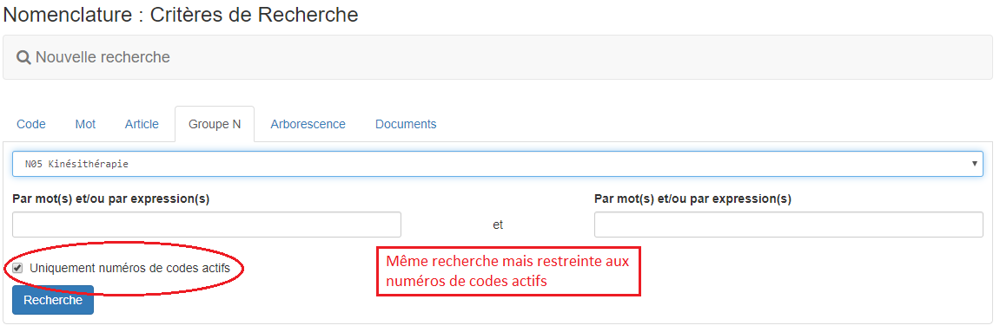 Nomenclature : Critères de Recherche
Nouvelle recherche
Code Mot Article Groupe N Arborescence Documents
N05 Kinésithérapie
Par mot(s) et/ou par expression(s) Par mot(s) et/ou par expression(s)
et
Uniquement numéros de codes actifs
Même recherche mais restreinte aux
numéros de codes actifs
Recherche